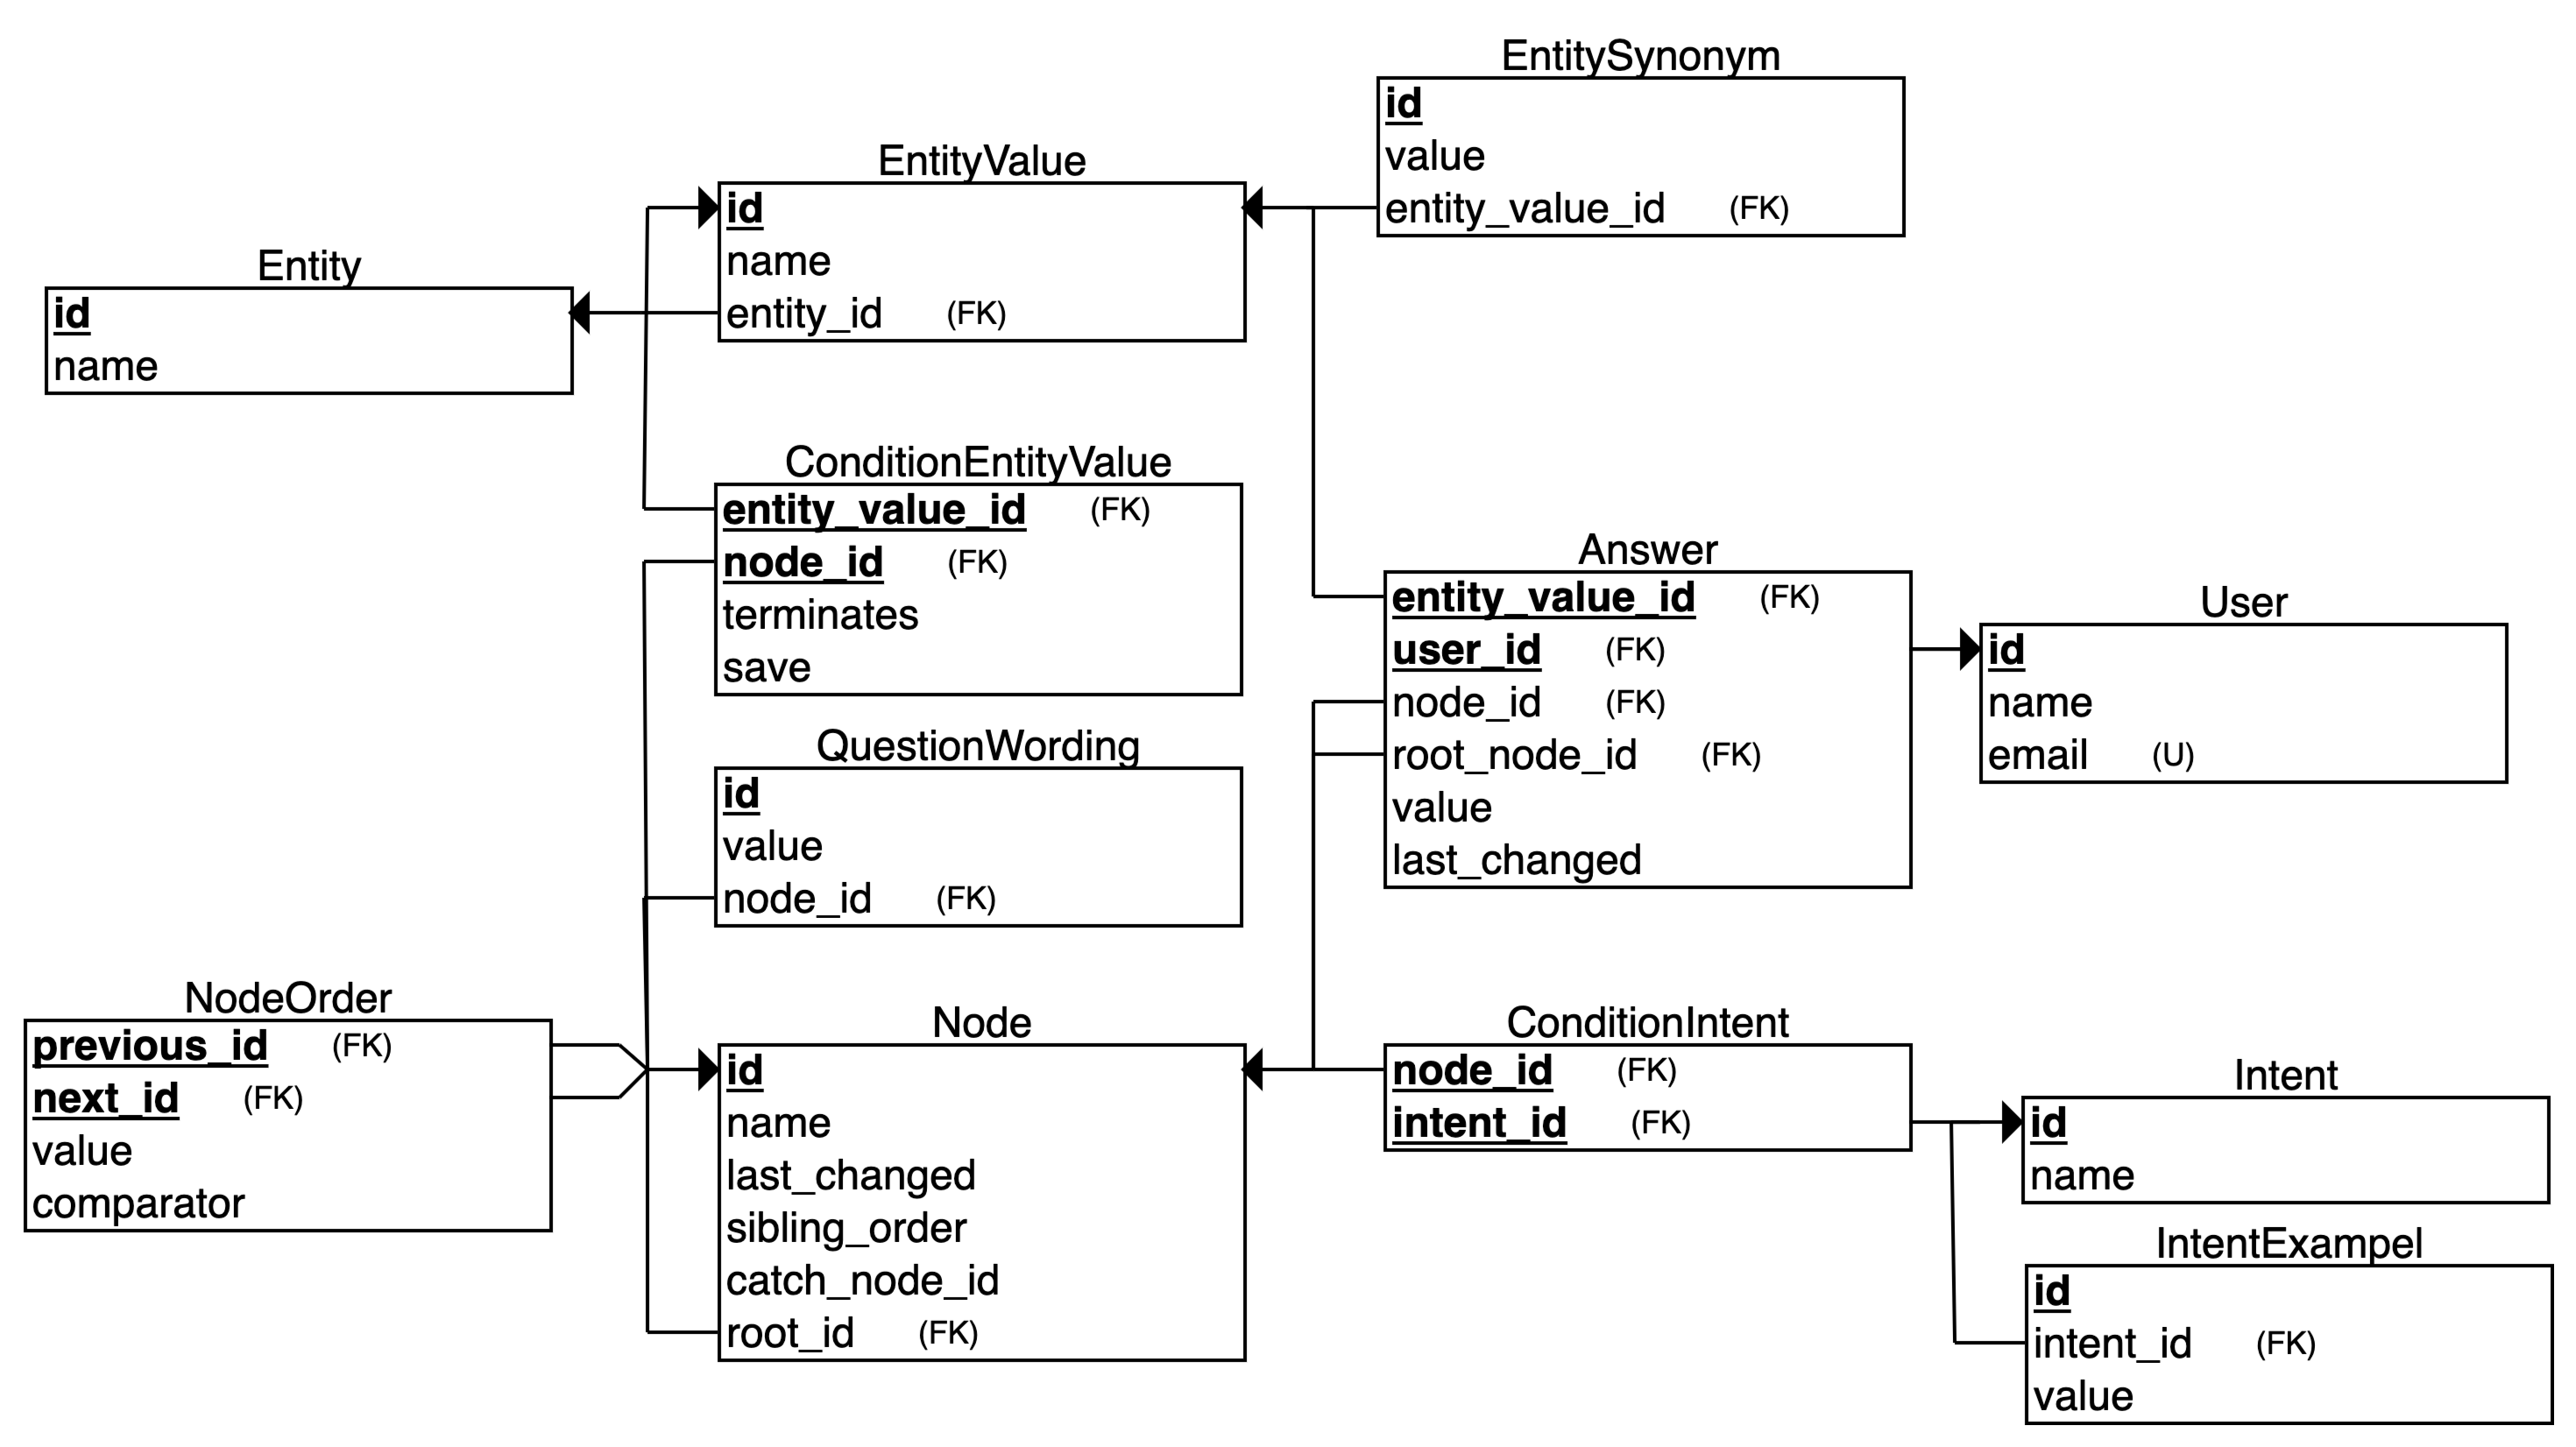 EntitySynonym
id
value
entity_value_id (FK)
EntityValue
id
name
entity_id (FK)
Entity
id
name
ConditionEntityValue
entity_value_id (FK)
node_id (FK)
terminates
save
Answer
entity_value_id (FK)
user_id (FK)
node_id (FK)
root_node_id (FK)
value
last_changed
User
id
name
email (U)
QuestionWording
id
value
node_id (FK)
NodeOrder
previous_id (FK)
next_id (FK)
value
comparator
Node
id
name
last_changed
sibling_order
catch_node_id
root_id (FK)
ConditionIntent
node_id (FK)
intent_id (FK)
Intent
id
name
IntentExampel
id
intent_id (FK)
value